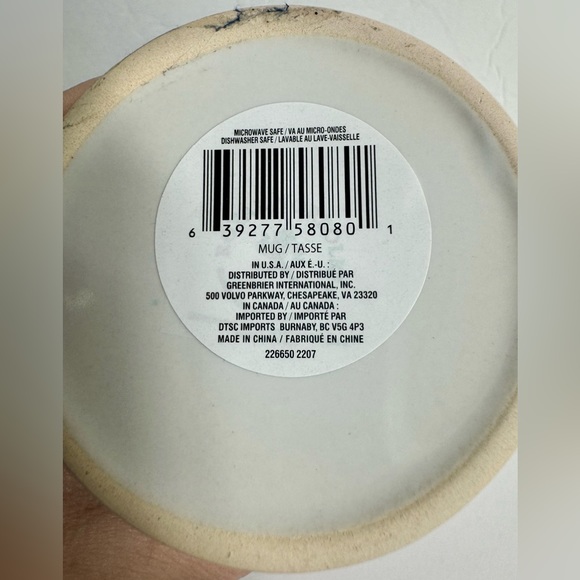 MICROWAVE SAFE / VA AU MICRO-ONDES
DISHWASHER SAFE / LAVABLE AU LAVE-VAISSELLE
6 39277 58080 1
MUG / TASSE
IN U.S.A. / AUX É.-U. :
DISTRIBUTED BY / DISTRIBUÉ PAR
GREENBRIER INTERNATIONAL, INC.
500 VOLVO PARKWAY, CHESAPEAKE, VA 23320
IN CANADA / AU CANADA :
IMPORTED BY / IMPORTÉ PAR
DTSC IMPORTS BURNABY, BC V5G 4P3
MADE IN CHINA / FABRIQUÉ EN CHINE
226650 2207